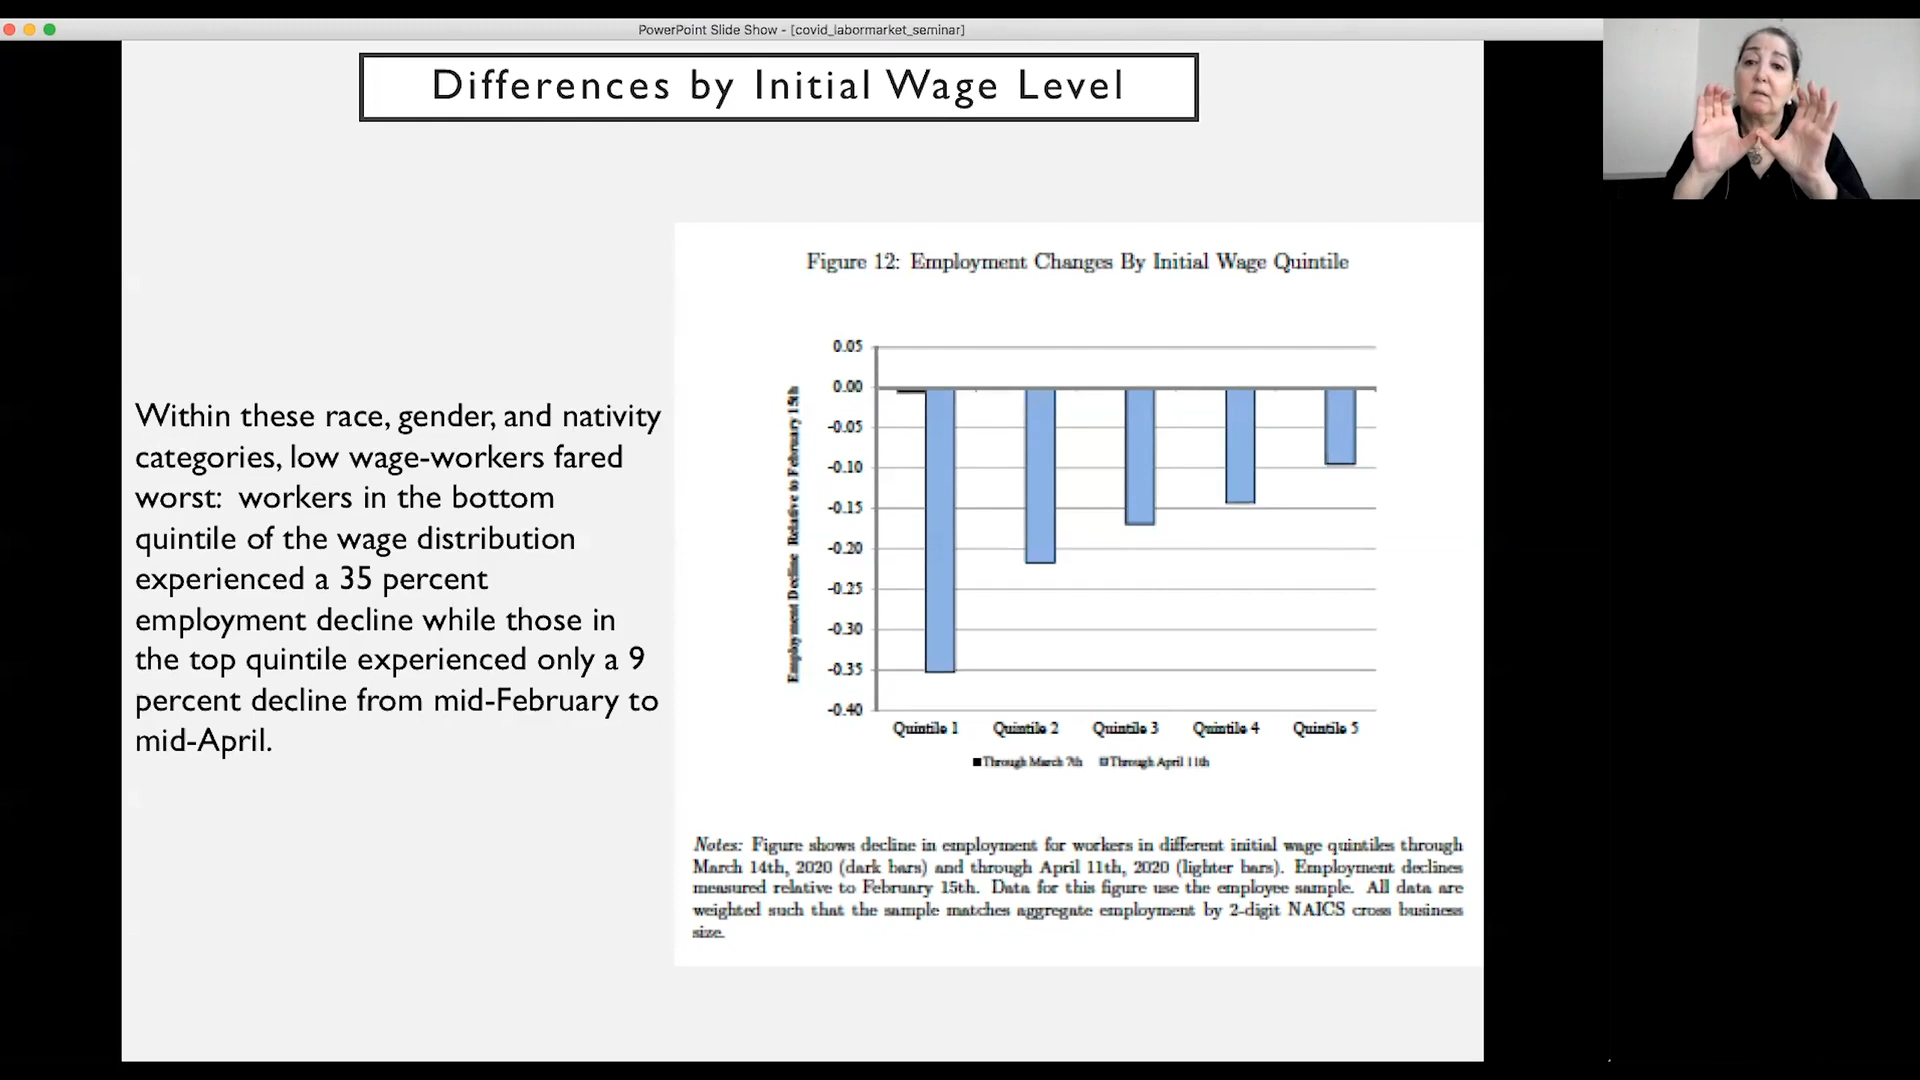 PowerPoint Slide Show - [covid_labormarket_seminar]
Differences by Initial Wage Level
Within these race, gender, and nativity
categories, low wage-workers fared
worst: workers in the bottom
quintile of the wage distribution
experienced a 35 percent
employment decline while those in
the top quintile experienced only a 9
percent decline from mid-February to
mid-April.
Figure 12: Employment Changes By Initial Wage Quintile
Employment Decline Relative to February 15th
0.05
0.00
-0.05
-0.10
-0.15
-0.20
-0.25
-0.30
-0.35
-0.40
Quintile 1 Quintile 2 Quintile 3 Quintile 4 Quintile 5
Through March 7th Through April 11th
Notes: Figure shows decline in employment for workers in different initial wage quintiles through
March 14th, 2020 (dark bars) and through April 11th, 2020 (lighter bars). Employment declines
measured relative to February 15th. Data for this figure use the employee sample. All data are
weighted such that the sample matches aggregate employment by 2-digit NAICS cross business
size.